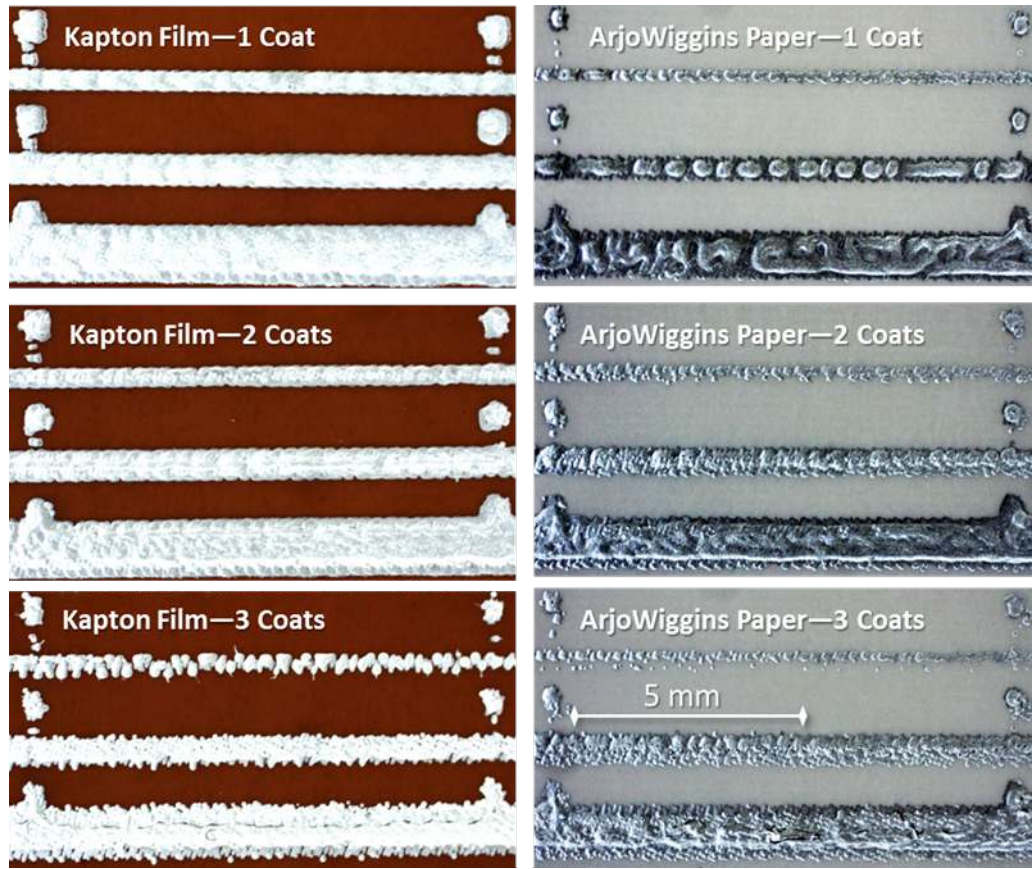 Kapton Film—1 Coat
ArjoWiggins Paper—1 Coat
Kapton Film—2 Coats
ArjoWiggins Paper—2 Coats
Kapton Film—3 Coats
ArjoWiggins Paper—3 Coats
5 mm